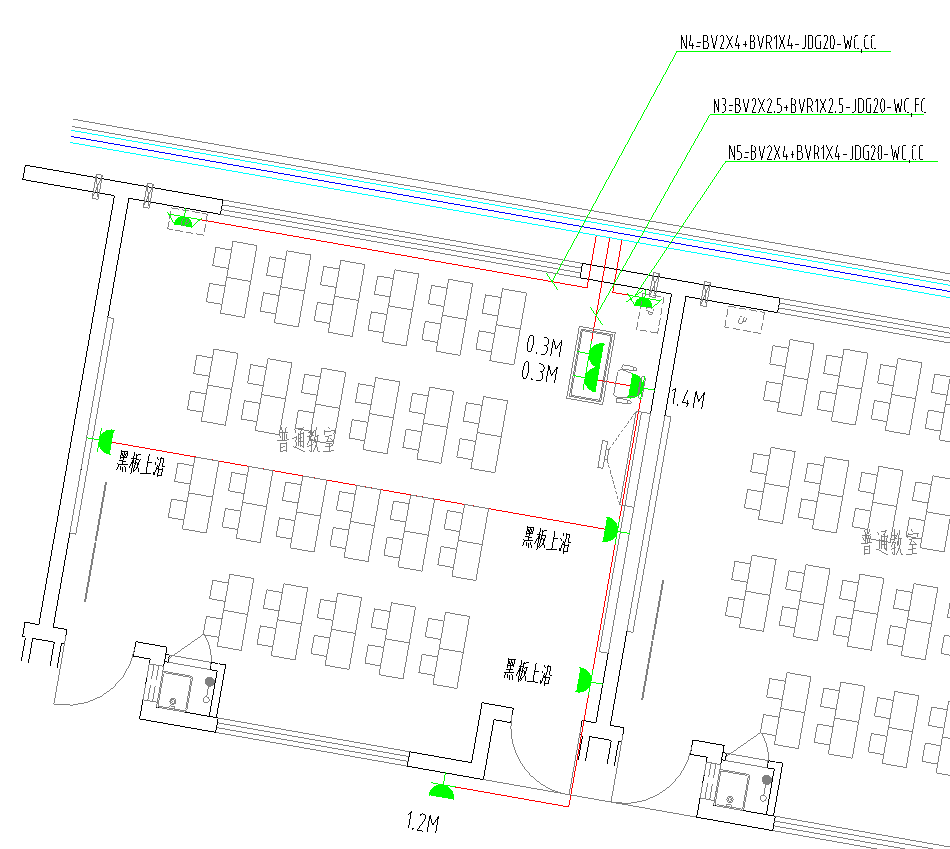 N4=BV2X4+BVR1X4-JDG20-WC,CC
N3=BV2X2.5+BVR1X2.5-JDG20-WC,FC
N5=BV2X4+BVR1X4-JDG20-WC,CC
0.3M
0.3M
1.4M
普通教室
黑板上沿
黑板上沿
普通教室
黑板上沿
1.2M